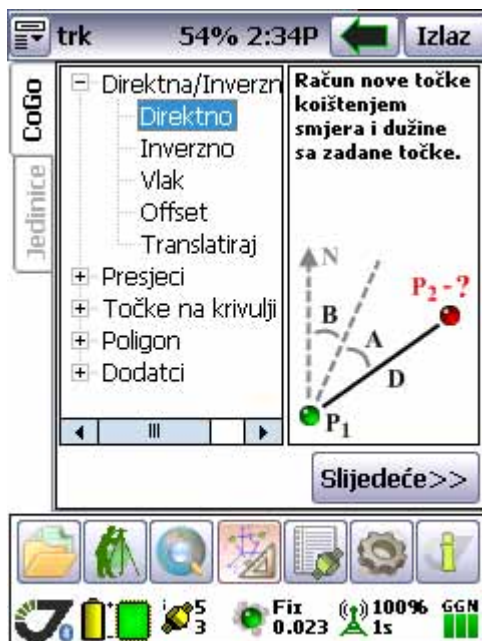 trk 54% 2:34P Izlaz
CoGo
Jedinice
Direktna/Inverzn
Direktno
Inverzno
Vlak
Offset
Translatiraj
Presjeci
Točke na krivulji
Poligon
Dodatci
Račun nove točke
koištenjem
smjera i dužine
sa zadane točke.
N
B
A
D
P2-?
P1
Slijedeće>>
5
3
Fix
0.023
100%
1s
GGN